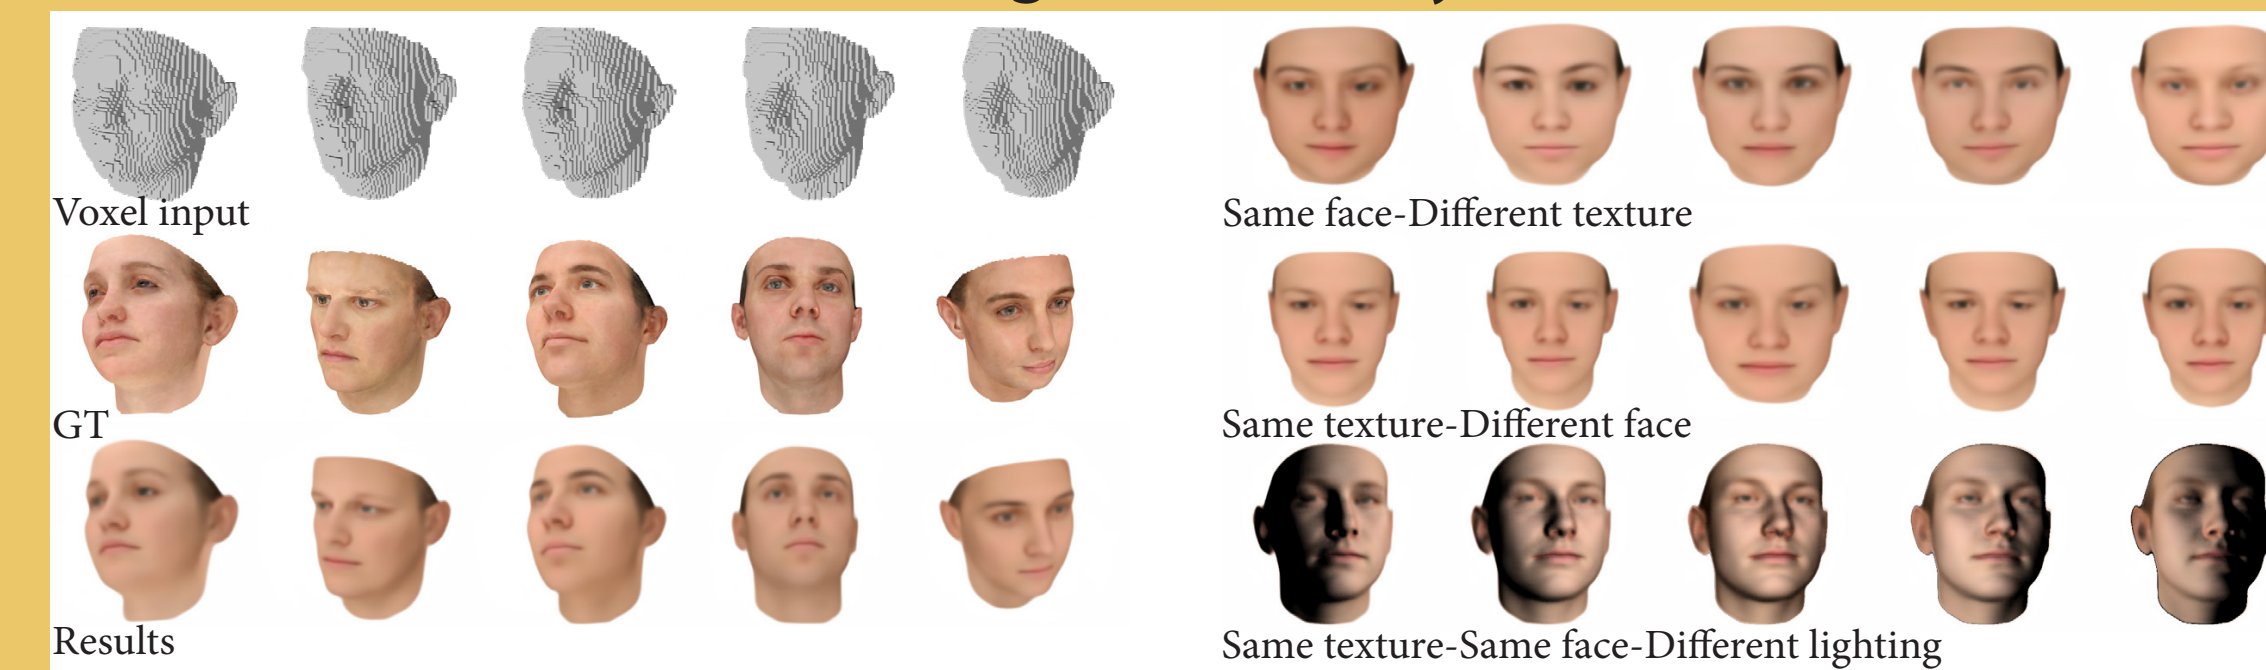 Voxel input
GT
Results
Same face-Different texture
Same texture-Different face
Same texture-Same face-Different lighting